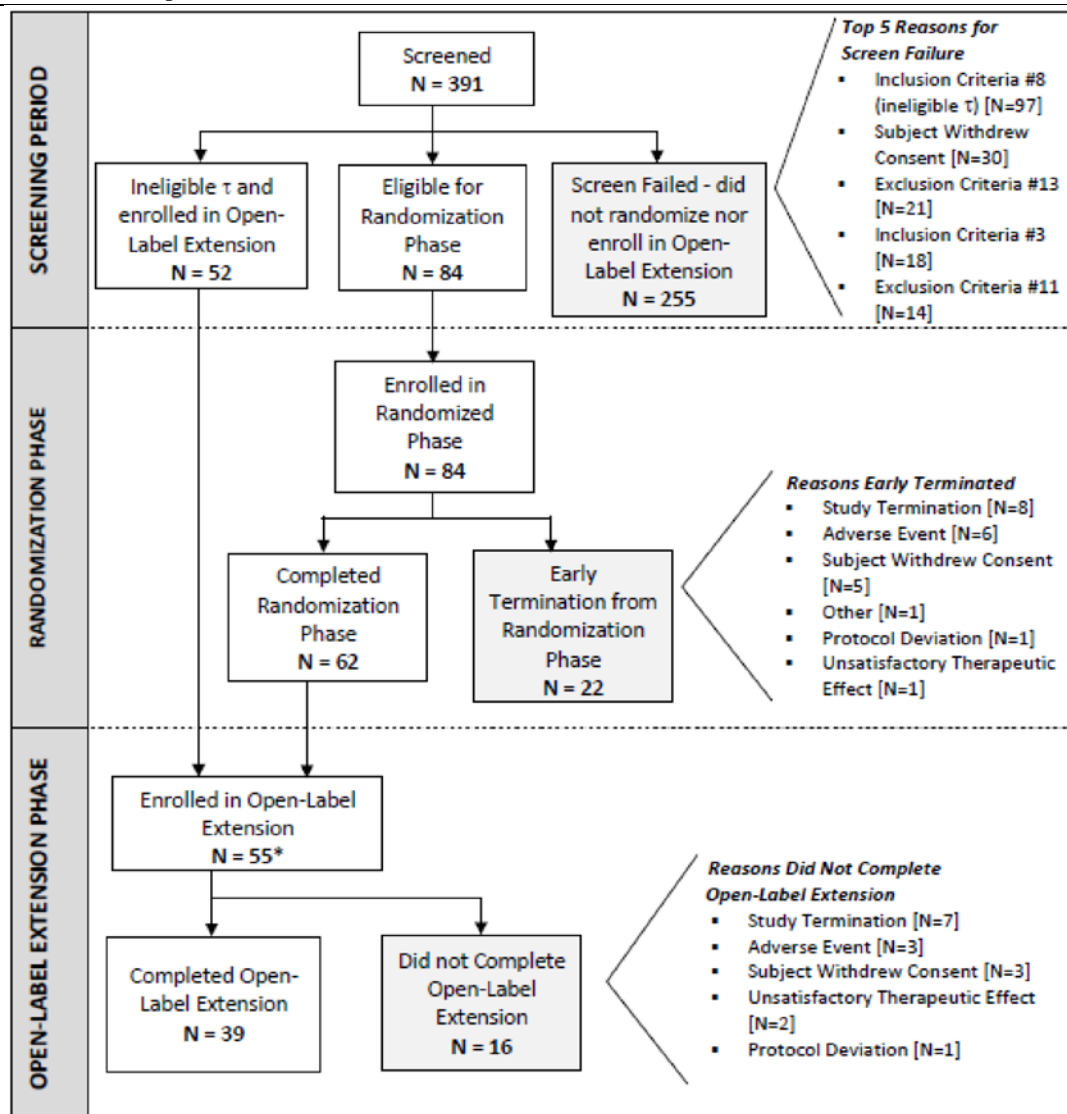 SCREENING PERIOD
Screened
N = 391
Ineligible τ and
enrolled in Open-
Label Extension
N = 52
Eligible for
Randomization
Phase
N = 84
Screen Failed - did
not randomize nor
enroll in Open-
Label Extension
N = 255
Top 5 Reasons for
Screen Failure
▪ Inclusion Criteria #8
(ineligible τ) [N=97]
▪ Subject Withdrew
Consent [N=30]
▪ Exclusion Criteria #13
[N=21]
▪ Inclusion Criteria #3
[N=18]
▪ Exclusion Criteria #11
[N=14]
RANDOMIZATION PHASE
Enrolled in
Randomized
Phase
N = 84
Completed
Randomization
Phase
N = 62
Early
Termination from
Randomization
Phase
N = 22
Reasons Early Terminated
▪ Study Termination [N=8]
▪ Adverse Event [N=6]
▪ Subject Withdrew Consent
[N=5]
▪ Other [N=1]
▪ Protocol Deviation [N=1]
▪ Unsatisfactory Therapeutic
Effect [N=1]
OPEN-LABEL EXTENSION PHASE
Enrolled in Open-Label
Extension
N = 55*
Completed Open-
Label Extension
N = 39
Did not Complete
Open-Label
Extension
N = 16
Reasons Did Not Complete
Open-Label Extension
▪ Study Termination [N=7]
▪ Adverse Event [N=3]
▪ Subject Withdrew Consent [N=3]
▪ Unsatisfactory Therapeutic Effect
[N=2]
▪ Protocol Deviation [N=1]